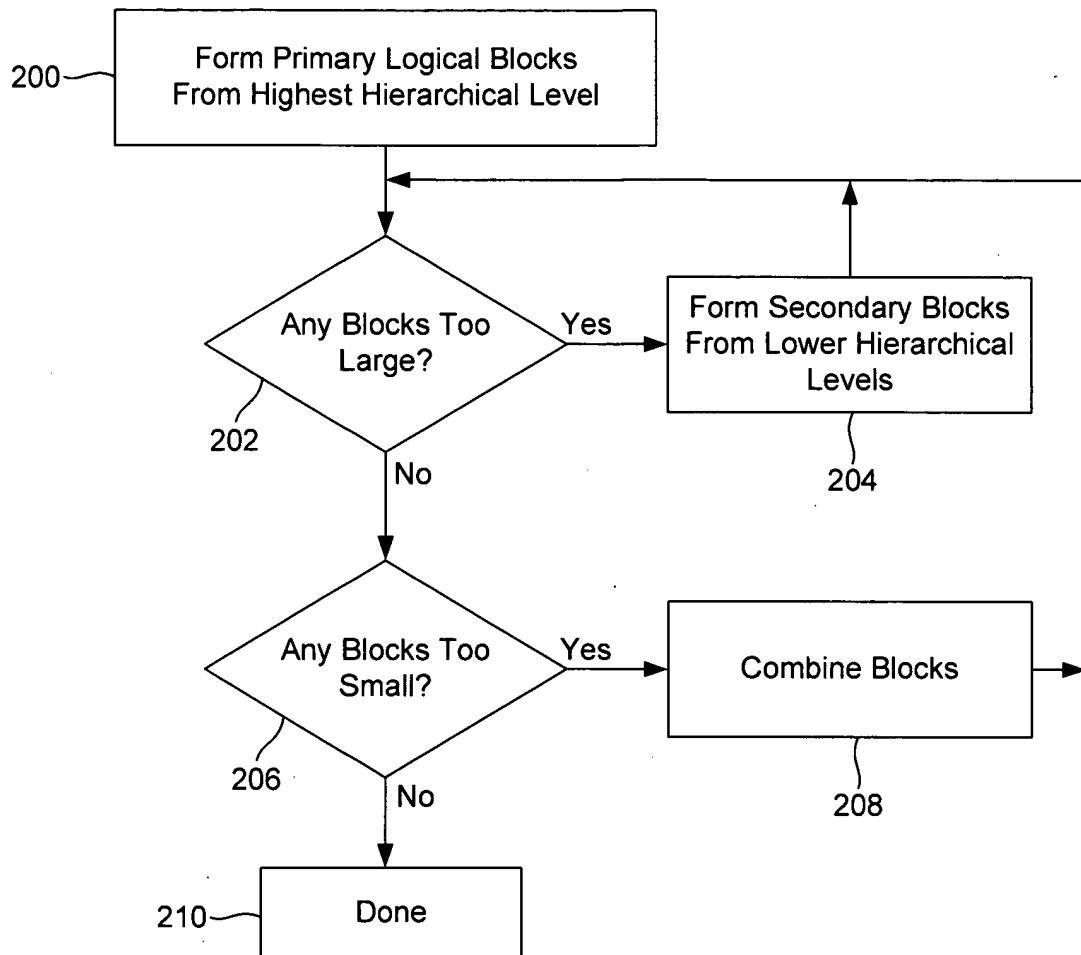 Form Primary Logical Blocks
From Highest Hierarchical Level
200
Any Blocks Too
Large?
Yes
202
No
Form Secondary Blocks
From Lower Hierarchical
Levels
204
Any Blocks Too
Small?
Yes
206
No
Combine Blocks
208
Done
210